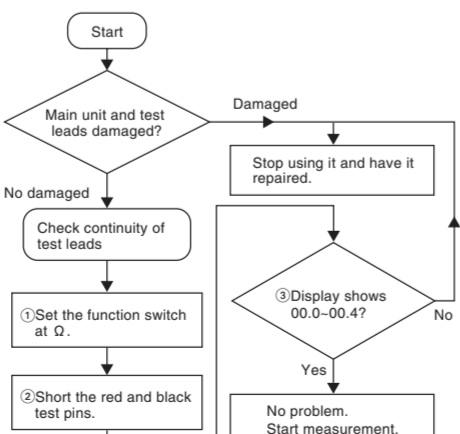 Start
Main unit and test
leads damaged?
Damaged
Stop using it and have it
repaired.
No damaged
Check continuity of
test leads
①Set the function switch
at Ω.
②Short the red and black
test pins.
③Display shows
00.0~00.4?
No
Yes
No problem.
Start measurement.